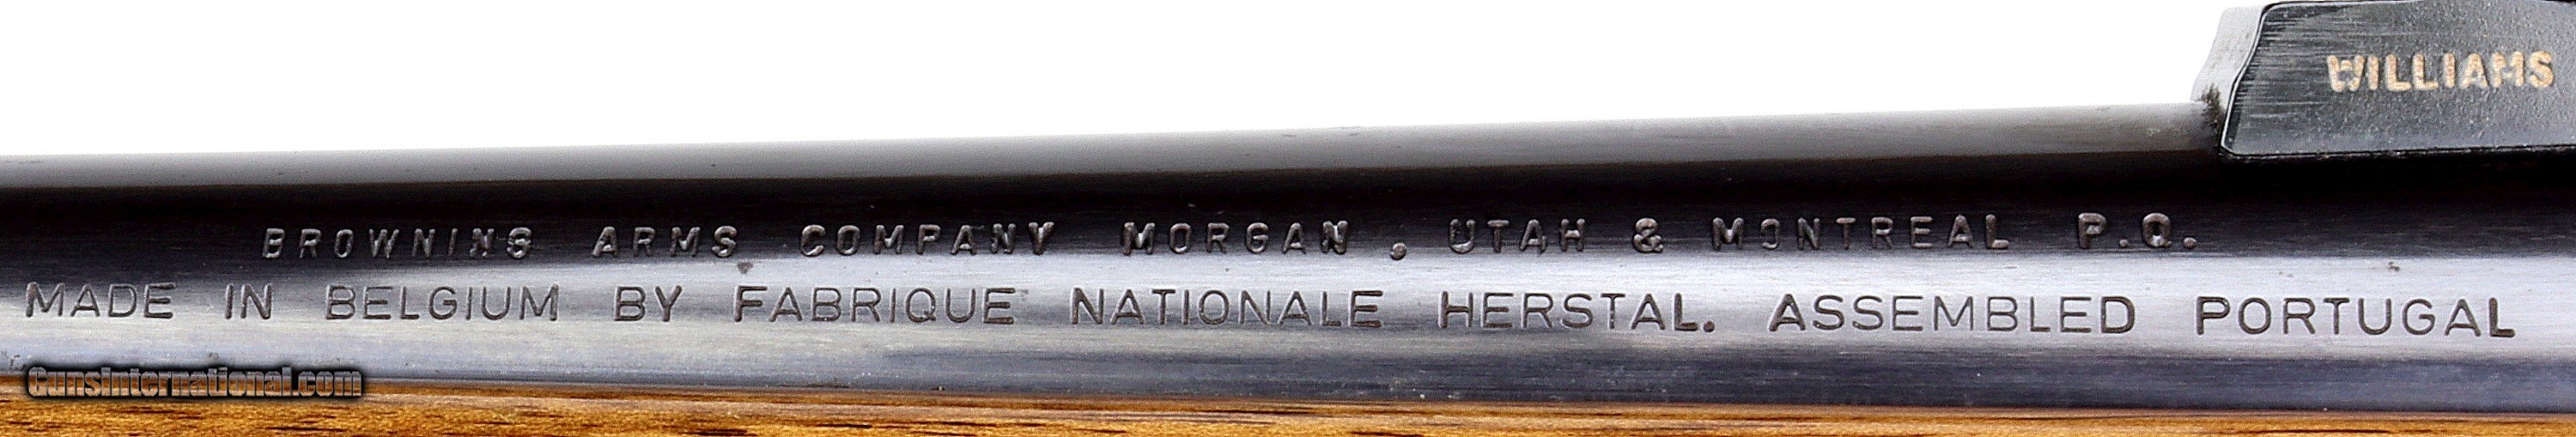 WILLIAMS
BROWNING ARMS COMPANY MORGAN, UTAH & MONTREAL P.Q.
MADE IN BELGIUM BY FABRIQUE NATIONALE HERSTAL. ASSEMBLED PORTUGAL
GunsInternational.com